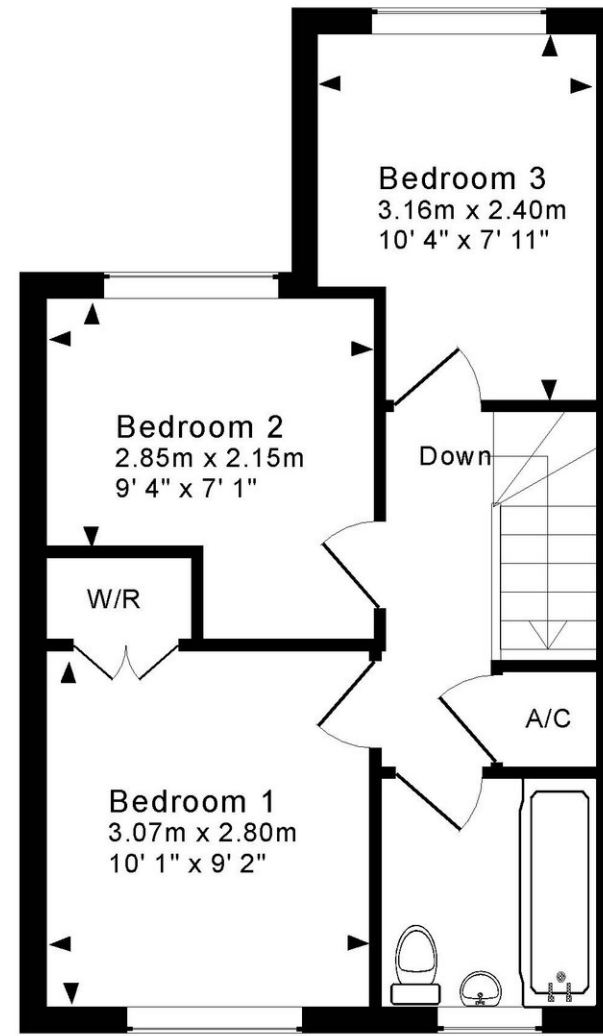 Bedroom 3
3.16m x 2.40m
10' 4" x 7' 11"
Bedroom 2
2.85m x 2.15m
9' 4" x 7' 1"
Down
W/R
A/C
Bedroom 1
3.07m x 2.80m
10' 1" x 9' 2"